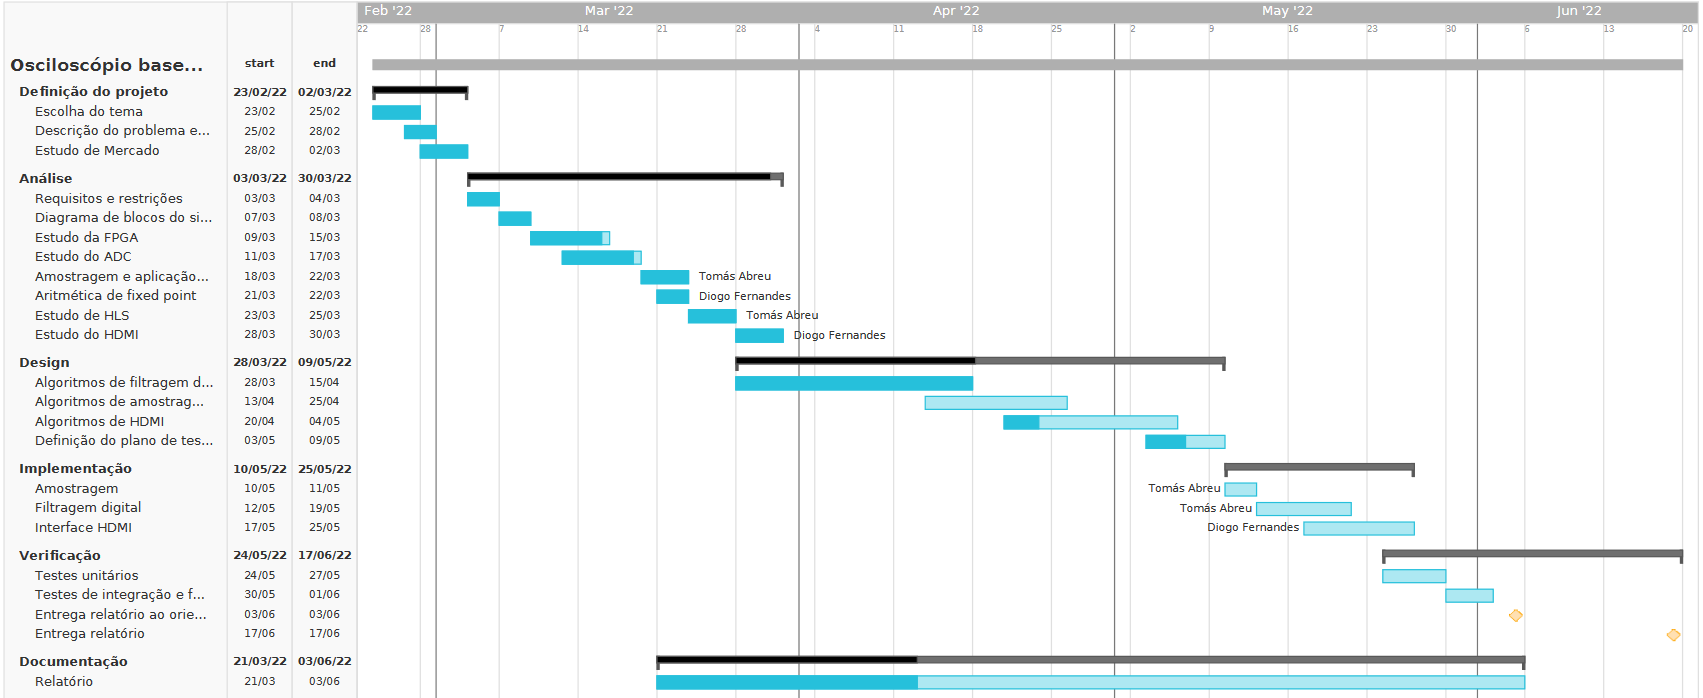 Feb '22 Mar '22 Apr '22 May '22 Jun '22
22 28 7 14 21 28 4 11 18 25 2 9 16 23 30 6 13 20
Osciloscópio base... start end
Definição do projeto 23/02/22 02/03/22
Escolha do tema 23/02 25/02
Descrição do problema e... 25/02 28/02
Estudo de Mercado 28/02 02/03
Análise 03/03/22 30/03/22
Requisitos e restrições 03/03 04/03
Diagrama de blocos do si... 07/03 08/03
Estudo da FPGA 09/03 15/03
Estudo do ADC 11/03 17/03
Amostragem e aplicação... 18/03 22/03 Tomás Abreu
Aritmética de fixed point 21/03 22/03 Diogo Fernandes
Estudo de HLS 23/03 25/03 Tomás Abreu
Estudo do HDMI 28/03 30/03 Diogo Fernandes
Design 28/03/22 09/05/22
Algoritmos de filtragem d... 28/03 15/04
Algoritmos de amostrag... 13/04 25/04
Algoritmos de HDMI 20/04 04/05
Definição do plano de tes... 03/05 09/05
Implementação 10/05/22 25/05/22
Amostragem 10/05 11/05 Tomás Abreu
Filtragem digital 12/05 19/05 Tomás Abreu
Interface HDMI 17/05 25/05 Diogo Fernandes
Verificação 24/05/22 17/06/22
Testes unitários 24/05 27/05
Testes de integração e f... 30/05 01/06
Entrega relatório ao orie... 03/06 03/06
Entrega relatório 17/06 17/06
Documentação 21/03/22 03/06/22
Relatório 21/03 03/06